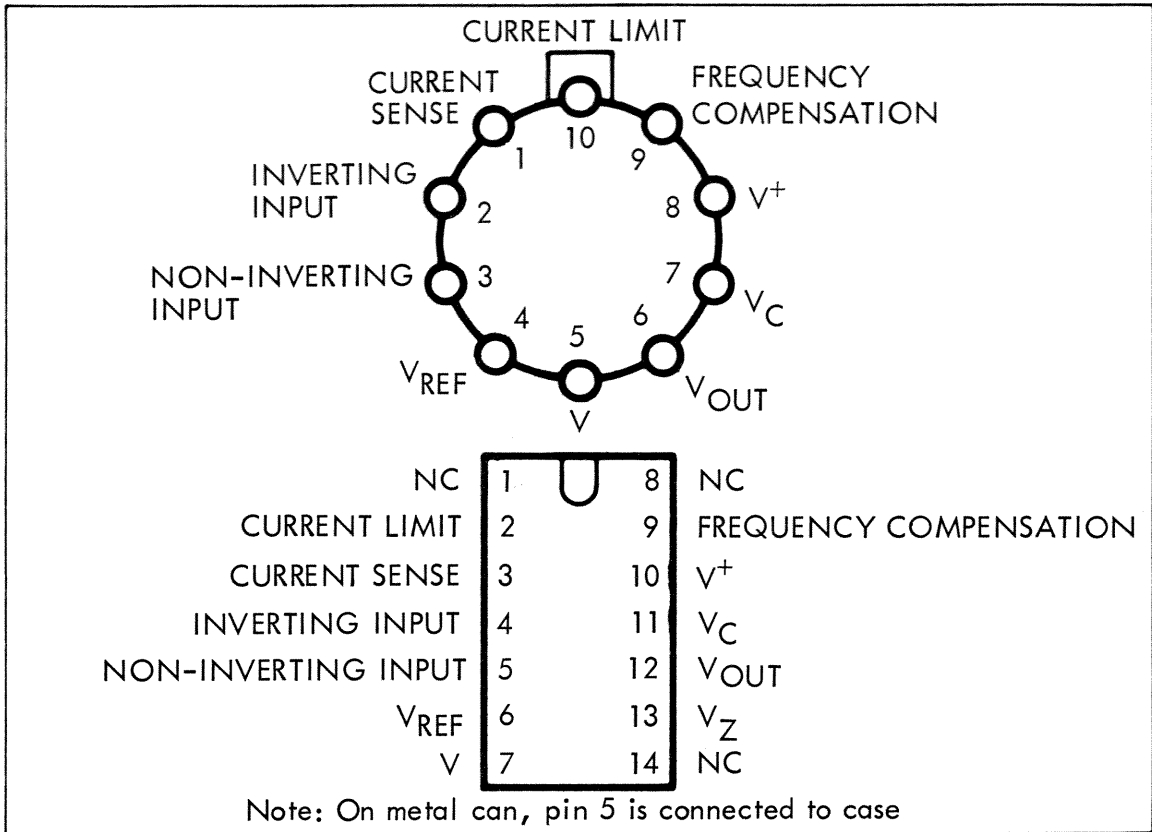 CURRENT LIMIT
CURRENT
SENSE
FREQUENCY
COMPENSATION
10
1
9
INVERTING
INPUT
2
8
V+
NON-INVERTING
INPUT
3
7
VC
4
5
6
VREF
VOUT
V
NC 1 8 NC
CURRENT LIMIT 2 9 FREQUENCY COMPENSATION
CURRENT SENSE 3 10 V+
INVERTING INPUT 4 11 VC
NON-INVERTING INPUT 5 12 VOUT
VREF 6 13 VZ
V 7 14 NC
Note: On metal can, pin 5 is connected to case